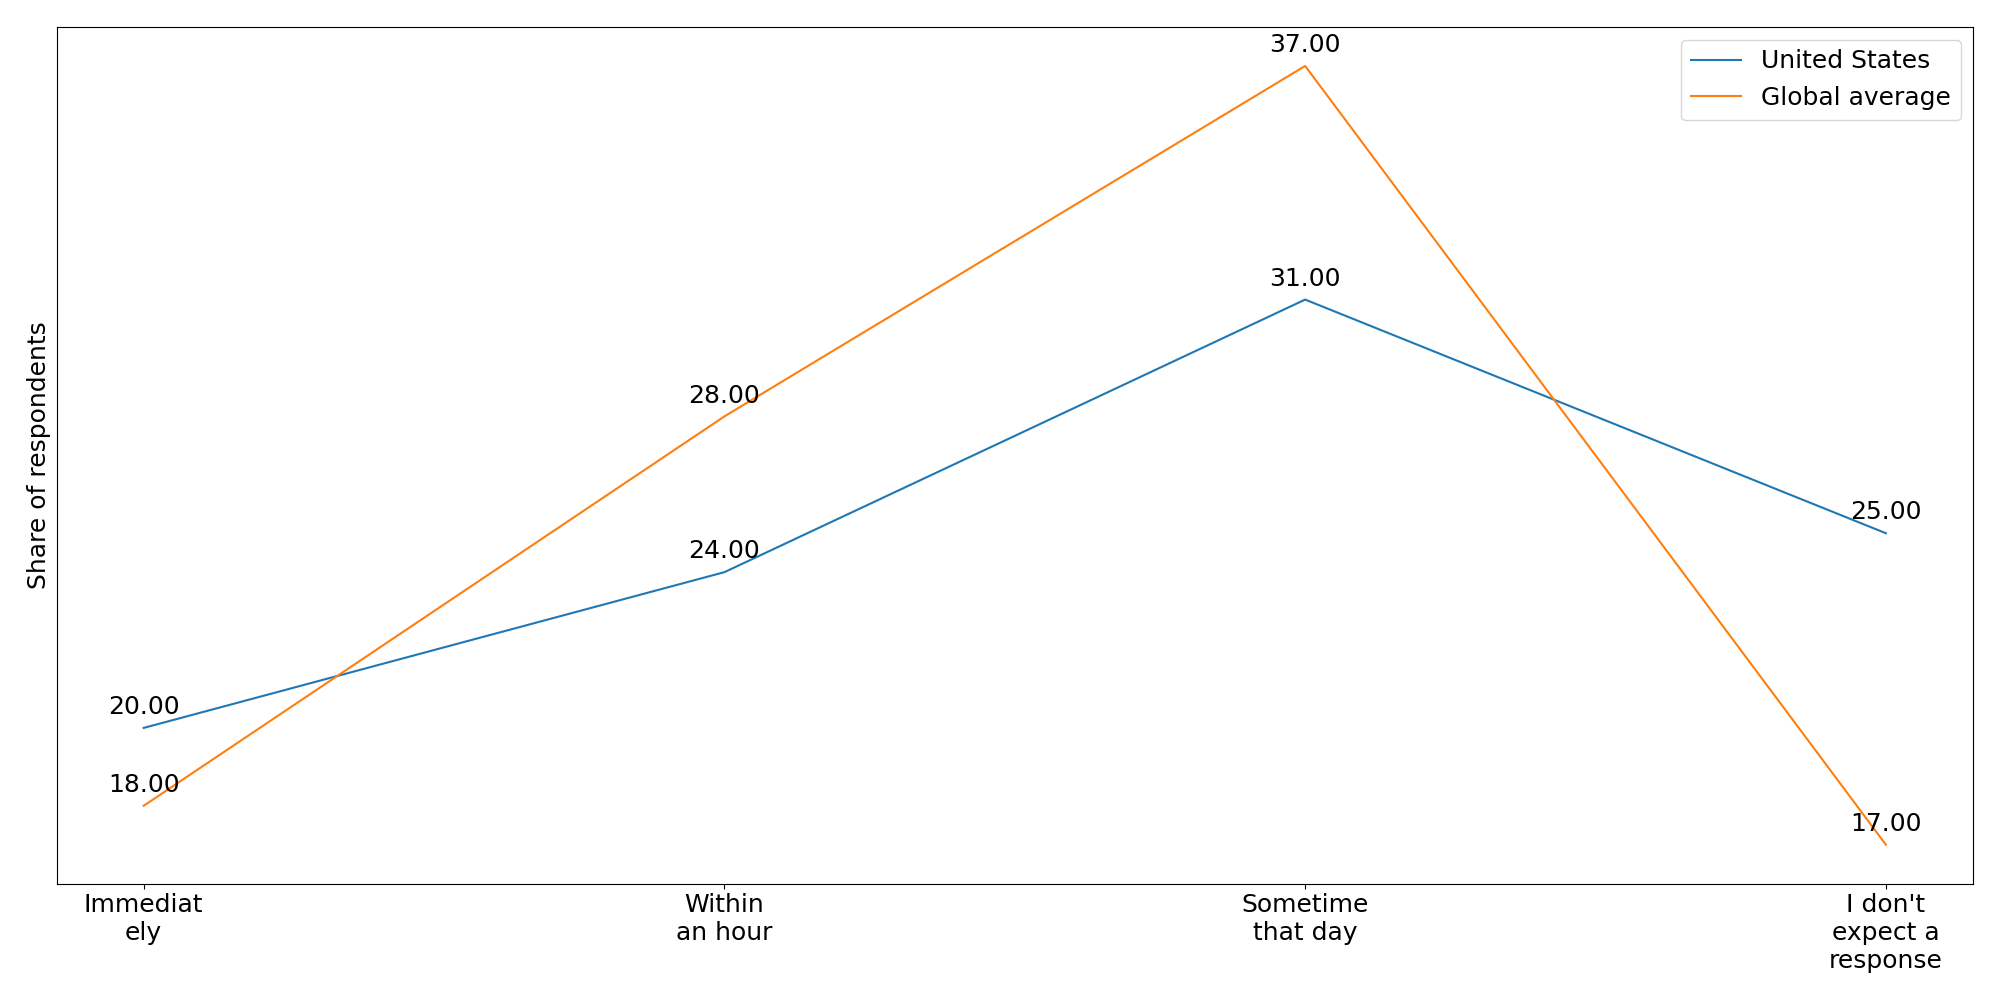 37.00
United States
Global average
31.00
28.00
25.00
24.00
20.00
18.00
17.00
Share of respondents
Immediat
ely
Within
an hour
Sometime
that day
I don't
expect a
response